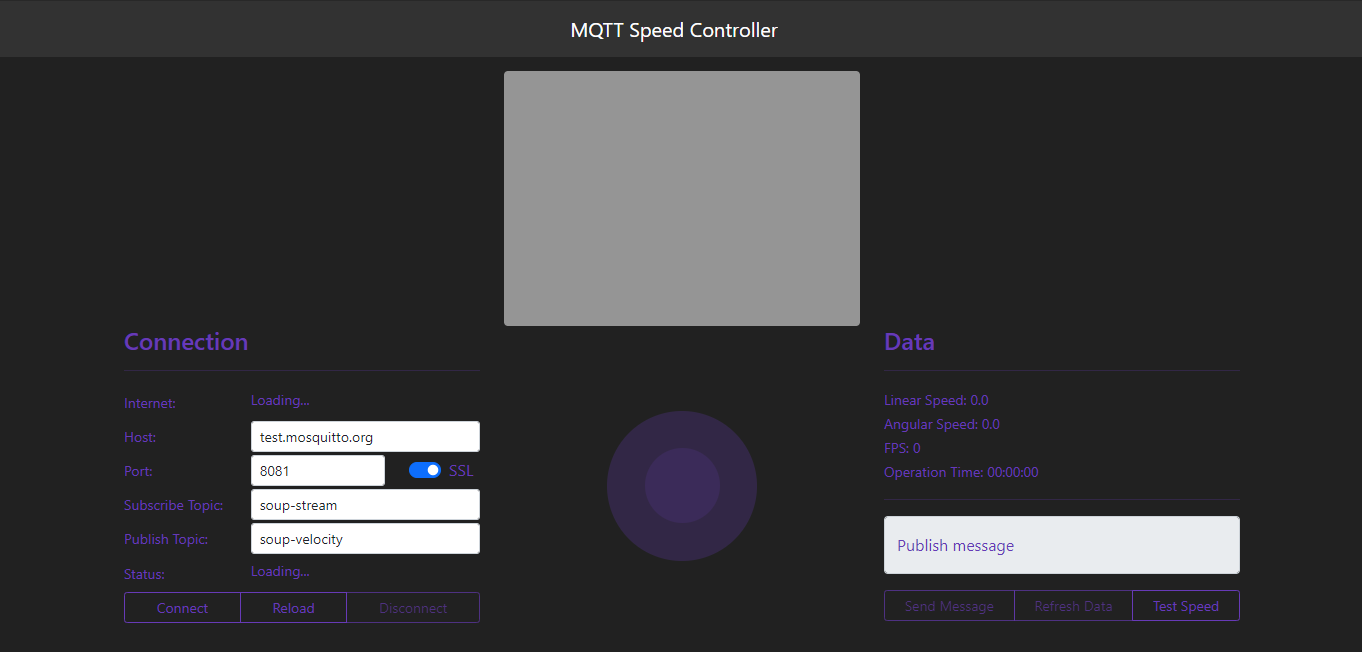 MQTT Speed Controller
Connection
Internet: Loading...
Host: test.mosquitto.org
Port: 8081 SSL
Subscribe Topic: soup-stream
Publish Topic: soup-velocity
Status: Loading...
Connect Reload Disconnect
Data
Linear Speed: 0.0
Angular Speed: 0.0
FPS: 0
Operation Time: 00:00:00
Publish message
Send Message Refresh Data Test Speed